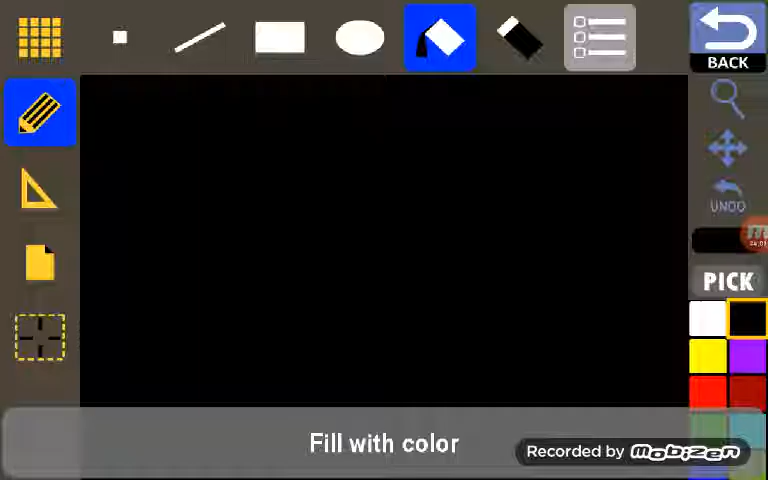 BACK
UNDO
PICK
Fill with color
Recorded by mobizen